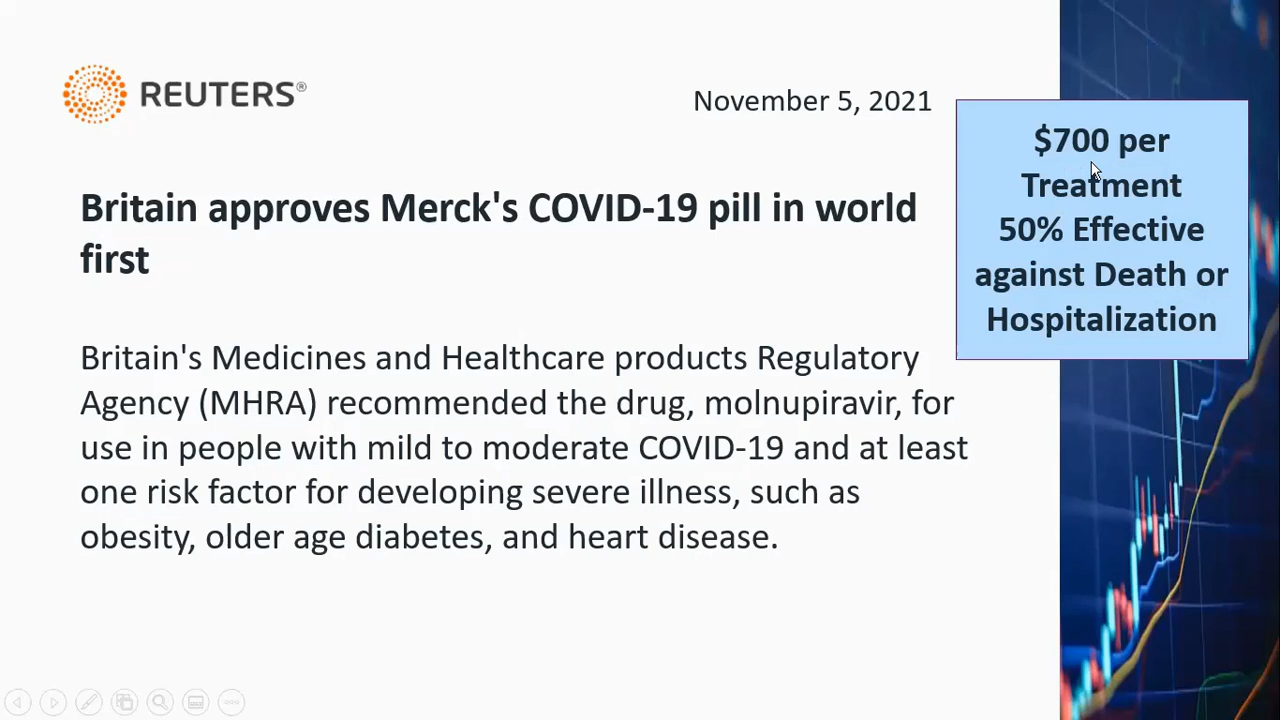 REUTERS®
November 5, 2021
$700 per
Treatment
50% Effective
against Death or
Hospitalization
Britain approves Merck's COVID-19 pill in world
first
Britain's Medicines and Healthcare products Regulatory
Agency (MHRA) recommended the drug, molnupiravir, for
use in people with mild to moderate COVID-19 and at least
one risk factor for developing severe illness, such as
obesity, older age diabetes, and heart disease.